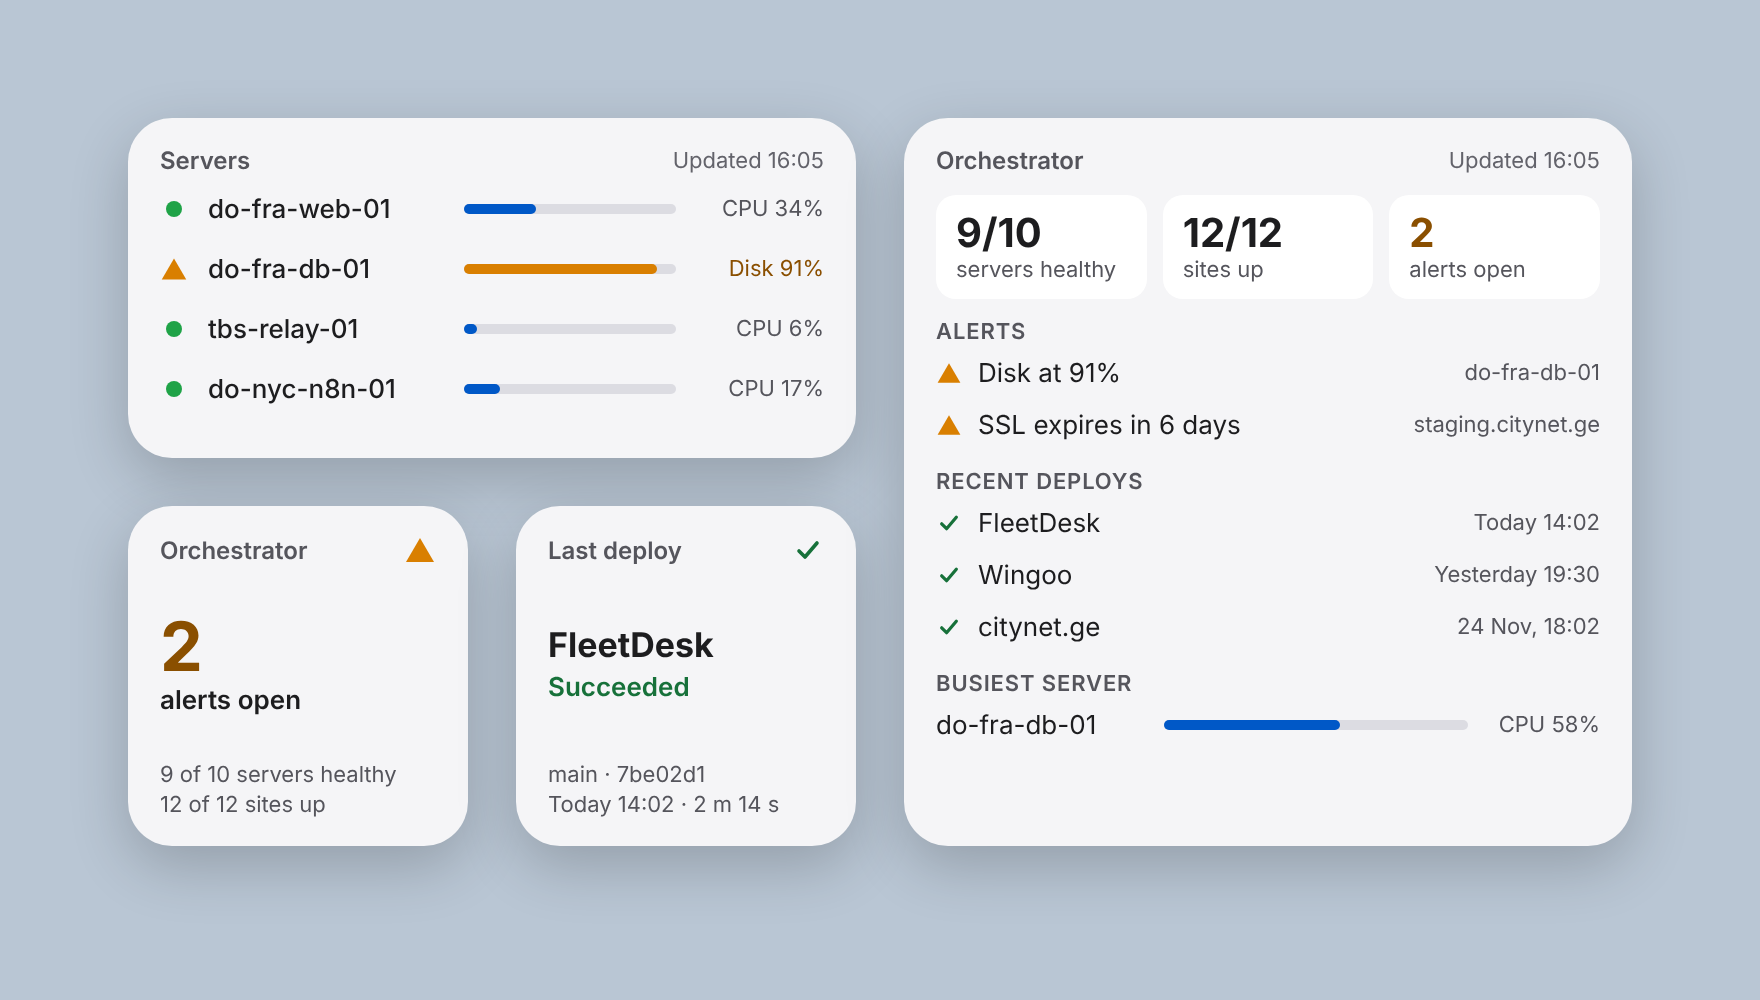 Servers Updated 16:05
do-fra-web-01 CPU 34%
do-fra-db-01 Disk 91%
tbs-relay-01 CPU 6%
do-nyc-n8n-01 CPU 17%
Orchestrator
2
alerts open
9 of 10 servers healthy
12 of 12 sites up
Last deploy
FleetDesk
Succeeded
main · 7be02d1
Today 14:02 · 2 m 14 s
Orchestrator Updated 16:05
9/10 12/12 2
servers healthy sites up alerts open
ALERTS
Disk at 91% do-fra-db-01
SSL expires in 6 days staging.citynet.ge
RECENT DEPLOYS
FleetDesk Today 14:02
Wingoo Yesterday 19:30
citynet.ge 24 Nov, 18:02
BUSIEST SERVER
do-fra-db-01 CPU 58%